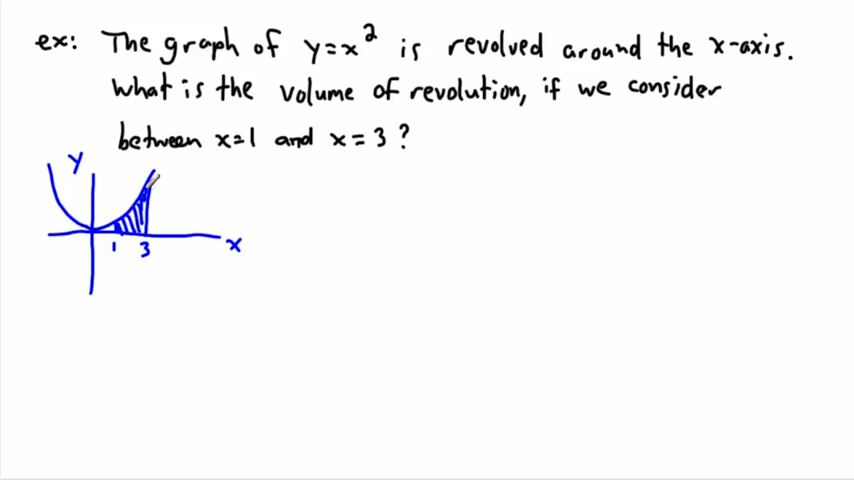 ex: The graph of y=x² is revolved around the x-axis.
What is the volume of revolution, if we consider
between x=1 and x=3?
y
1 3 x